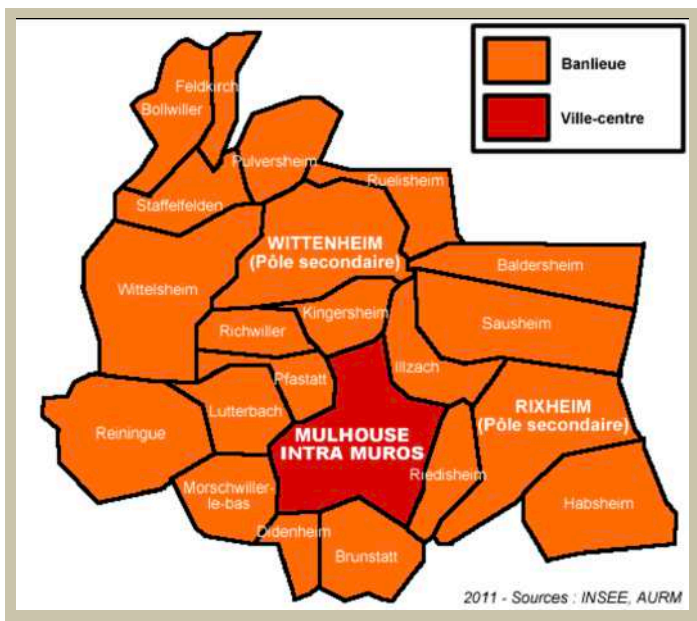 Banlieue
Ville-centre
Feldkirch
Bollwiller
Pulversheim
Ruelisheim
Staffelfelden
WITTENHEIM
(Pôle secondaire)
Baldersheim
Wittelsheim
Kingersheim
Sausheim
Richwiller
Illzach
Pfastatt
RIXHEIM
(Pôle secondaire)
Lutterbach
Reiningue
MULHOUSE
INTRA MUROS
Riedisheim
Morschwiller-
le-bas
Habsheim
Didenheim
Brunstatt
2011 - Sources : INSEE, AURM